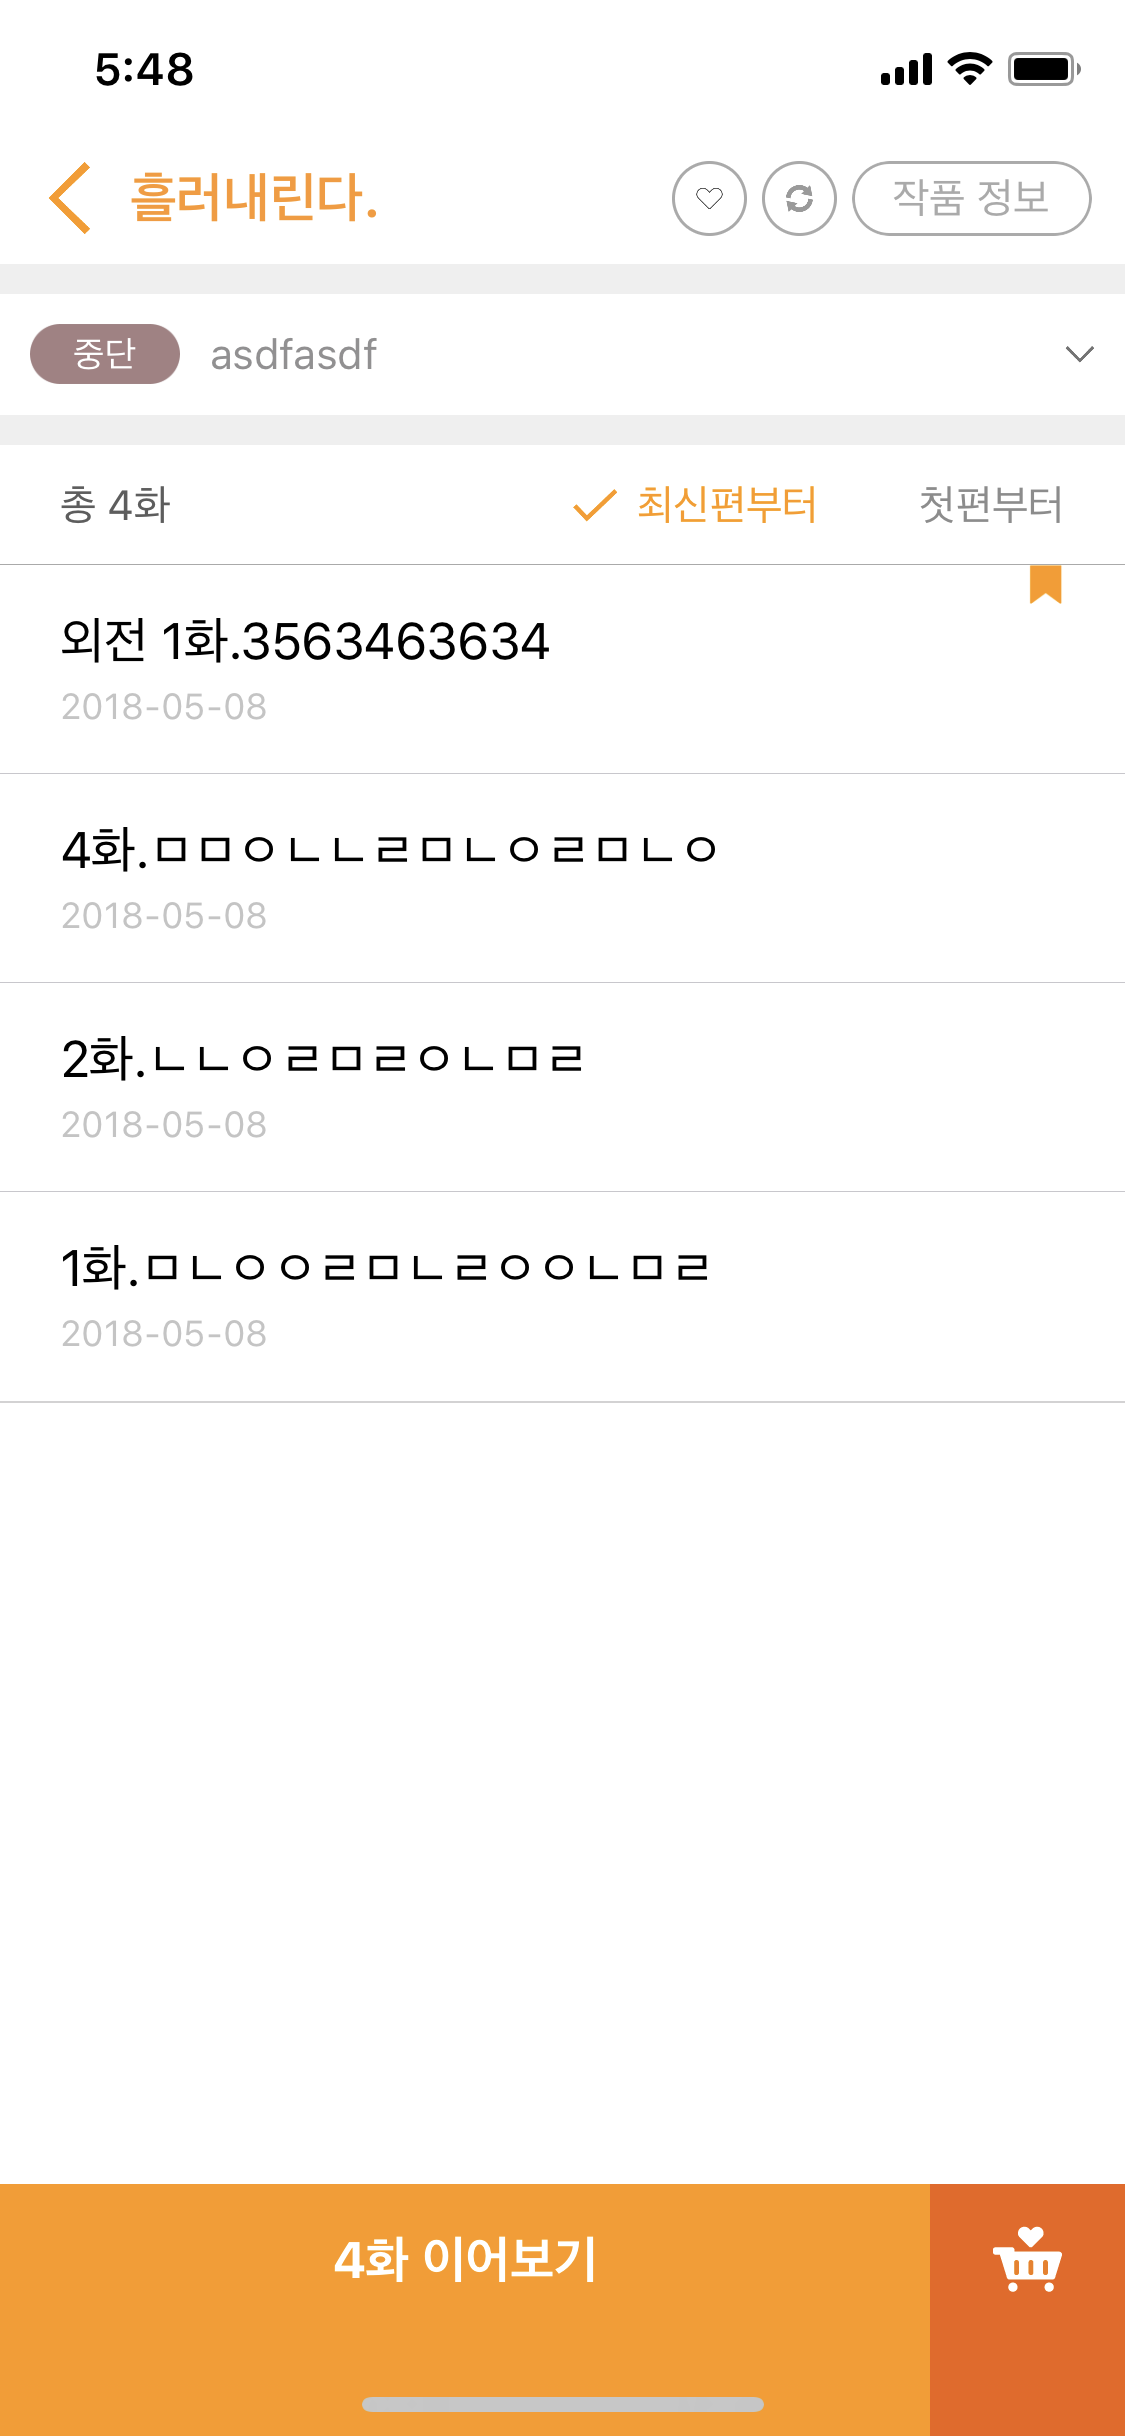 5:48
흘러내린다.
작품 정보
중단 asdfasdf
총 4화 최신편부터 첫편부터
외전 1화.3563463634
2018-05-08
4화.ㅁㅁㅇㄴㄴㄹㅁㄴㅇㄹㅁㄴㅇ
2018-05-08
2화.ㄴㄴㅇㄹㅁㄹㅇㄴㅁㄹ
2018-05-08
1화.ㅁㄴㅇㅇㄹㅁㄴㄹㅇㅇㄴㅁㄹ
2018-05-08
4화 이어보기